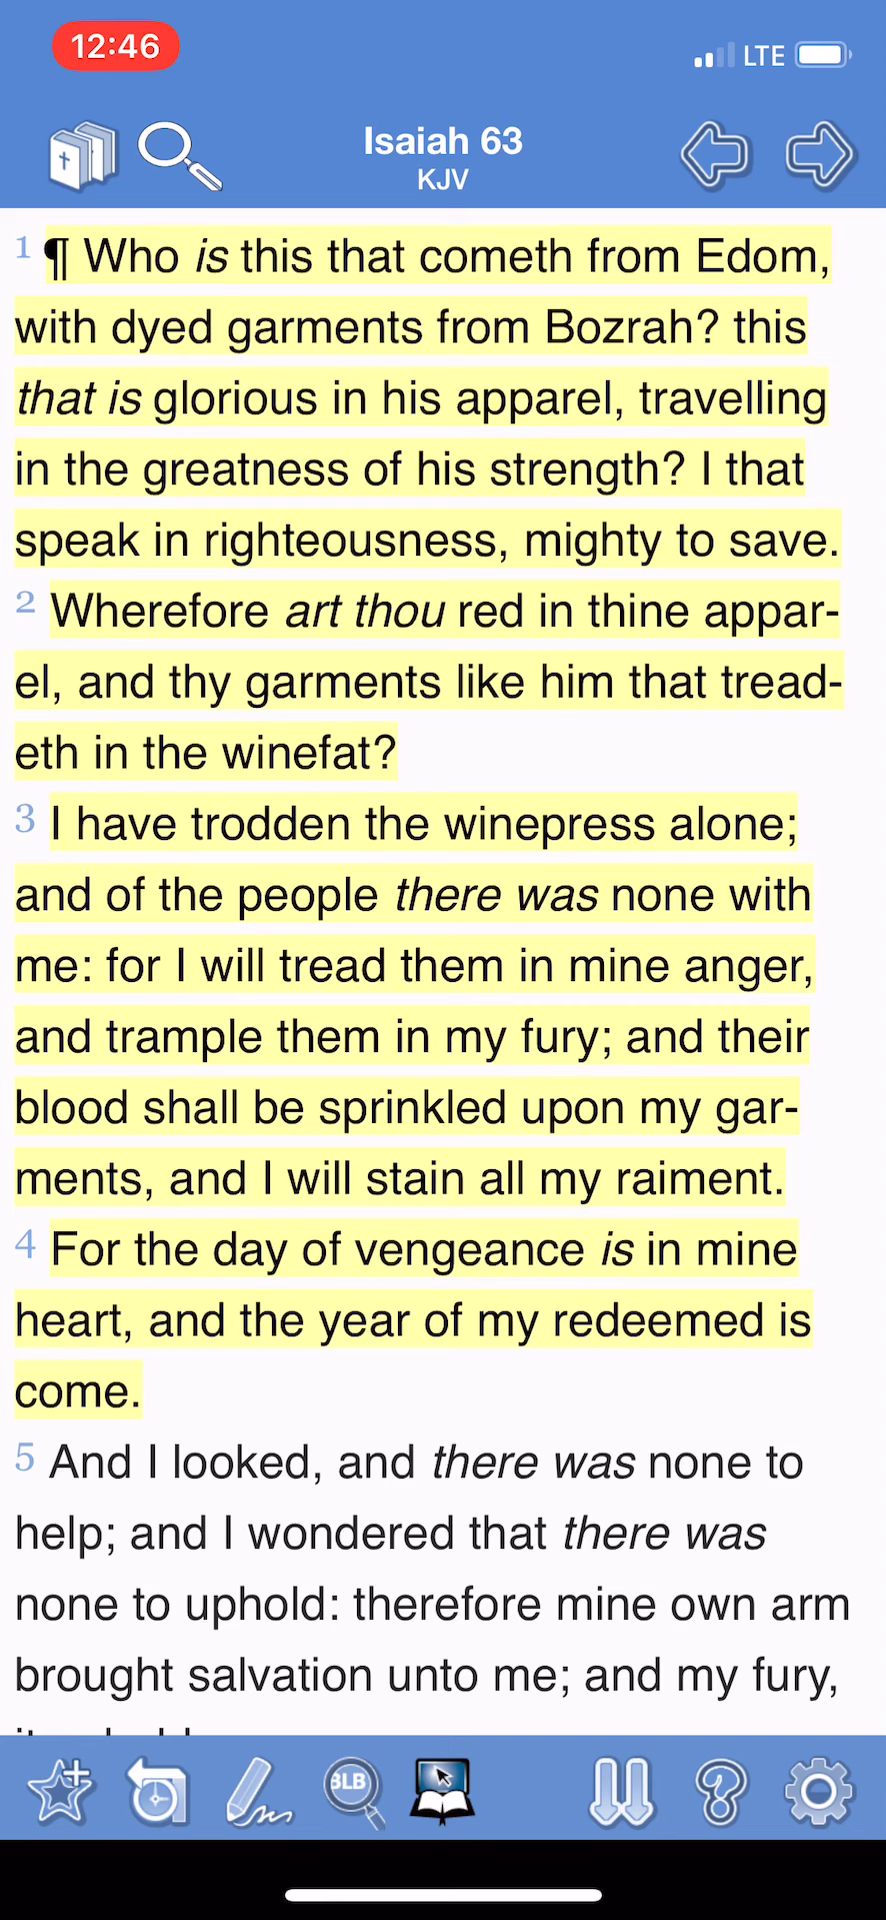 12:46
LTE
Isaiah 63
KJV
1 ¶ Who is this that cometh from Edom,
with dyed garments from Bozrah? this
that is glorious in his apparel, travelling
in the greatness of his strength? I that
speak in righteousness, mighty to save.
2 Wherefore art thou red in thine appar-
el, and thy garments like him that tread-
eth in the winefat?
3 I have trodden the winepress alone;
and of the people there was none with
me: for I will tread them in mine anger,
and trample them in my fury; and their
blood shall be sprinkled upon my gar-
ments, and I will stain all my raiment.
4 For the day of vengeance is in mine
heart, and the year of my redeemed is
come.
5 And I looked, and there was none to
help; and I wondered that there was
none to uphold: therefore mine own arm
brought salvation unto me; and my fury,
BLB